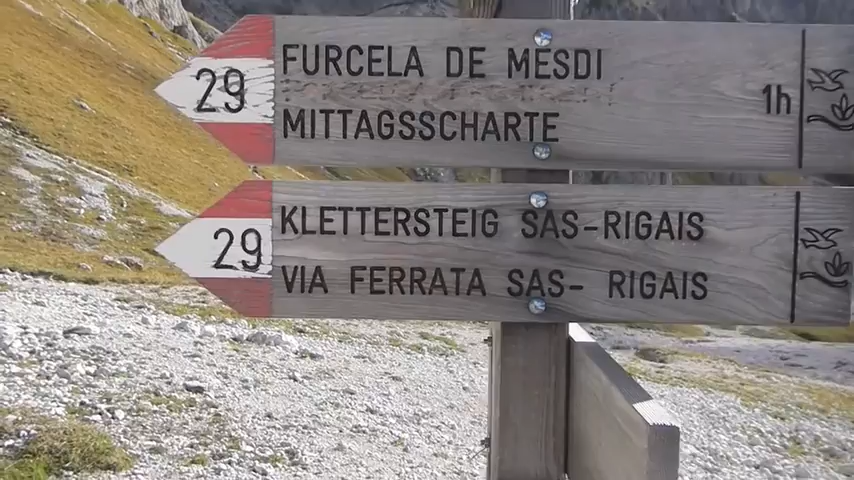 29
FURCELA DE MESDI
1h
MITTAGSSCHARTE
29
KLETTERSTEIG SAS-RIGAIS
VIA FERRATA SAS- RIGAIS